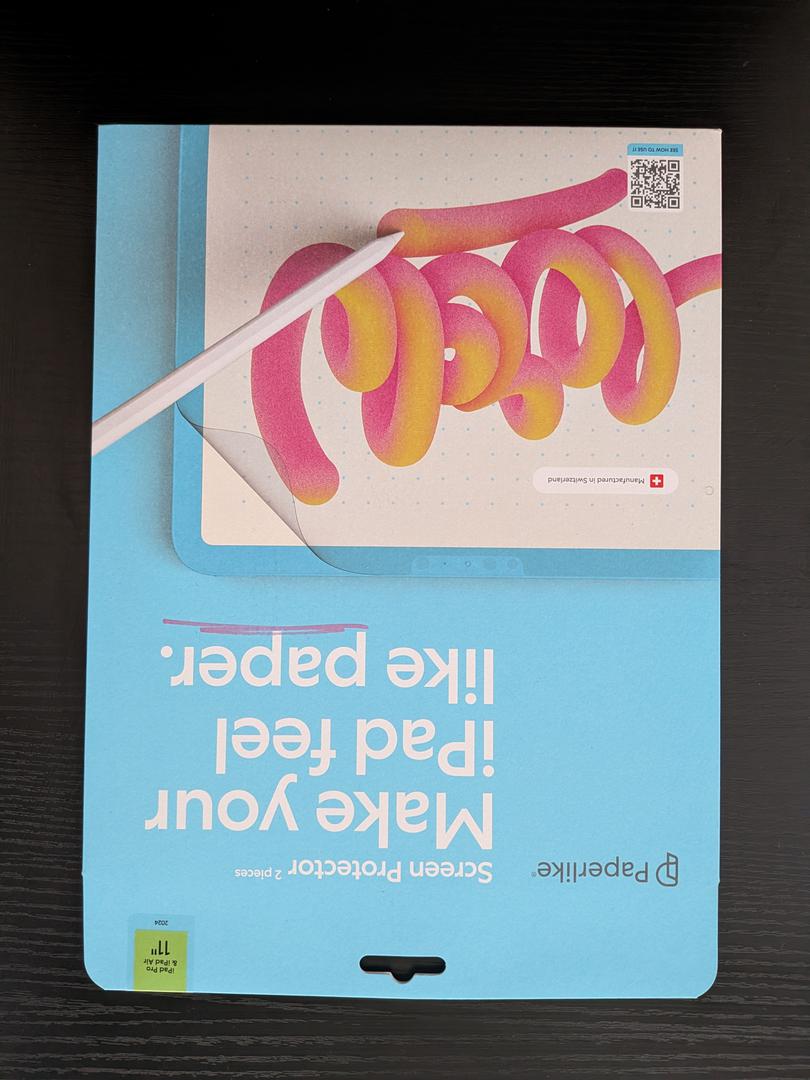 iPad Pro
& iPad Air
11"
2024
Paperlike®
Screen Protector 2 pieces
Make your
iPad feel
like paper.
Manufactured in Switzerland
SEE HOW TO USE IT